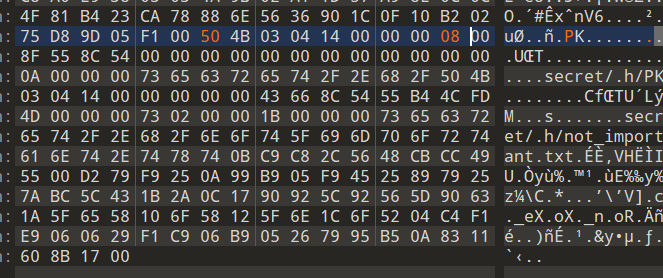 4F 81 B4 23 CA 78 88 6E 56 36 90 1C 0F 10 B2 02 O.´#Êxˆn V6....².
75 D8 9D 05 F1 00 50 4B 03 04 14 00 00 00 08 00 uØ..ñ.PK........
8F 55 8C 54 00 00 00 00 00 00 00 00 00 00 00 00 .UŒT............
0A 00 00 00 73 65 63 72 65 74 2F 2E 68 2F 50 4B ....secret/.h/PK
03 04 14 00 00 00 00 00 43 66 8C 54 55 B4 4C FD ........CfŒTU´Lý
4D 00 00 00 73 02 00 00 1B 00 00 00 73 65 63 72 M...s.......secr
65 74 2F 2E 68 2F 6E 6F 74 5F 69 6D 70 6F 72 74 et/.h/not_import
61 6E 74 2E 74 78 74 0B C9 C8 2C 56 48 CB CC 49 ant.txt.ÉÈ,VHËÌI
55 00 D2 79 F9 25 0A 99 B9 05 F9 45 25 89 79 25 U.Òyù%.™¹.ùE%‰y%
7A BC 5C 43 1B 2A 0C 17 90 92 5C 92 56 5D 90 63 z¼\C.*...’\’V].c
1A 5F 65 58 10 6F 58 12 5F 6E 1C 6F 52 04 C4 F1 ._eX.oX._n.oR.Äñ
E9 06 06 29 F1 C9 06 B9 05 26 79 95 B5 0A 83 11 é..)ñÉ.¹.&y•µ.ƒ.
60 8B 17 00 `‹..